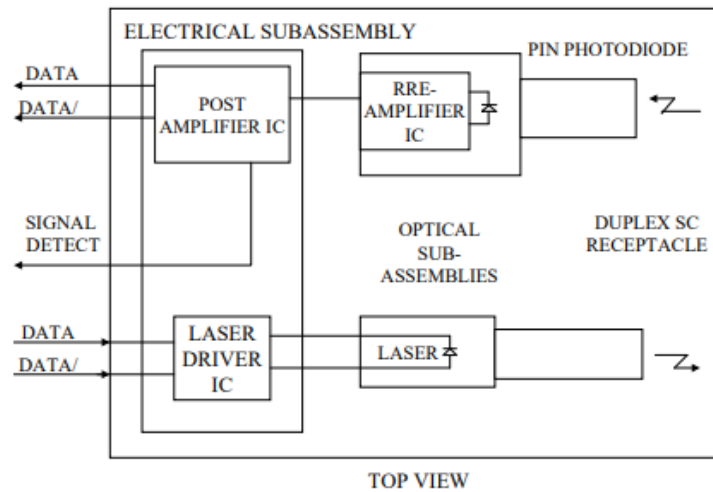 ELECTRICAL SUBASSEMBLY
DATA
DATA/
POST
AMPLIFIER IC
RRE-
AMPLIFIER
IC
PIN PHOTODIODE
SIGNAL
DETECT
OPTICAL
SUB-
ASSEMBLIES
DUPLEX SC
RECEPTACLE
DATA
DATA/
LASER
DRIVER
IC
LASER
TOP VIEW